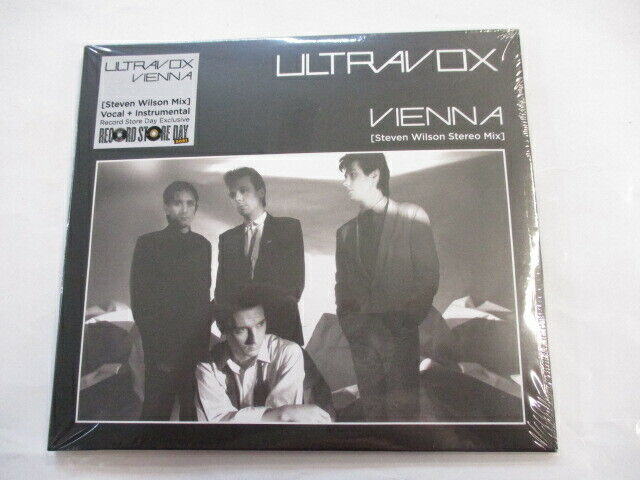 ULTRAVOX
VIENNA
[Steven Wilson Mix]
Vocal + Instrumental
Record Store Day Exclusive
RECORD STORE DAY
ULTRAVOX
VIENNA
[Steven Wilson Stereo Mix]